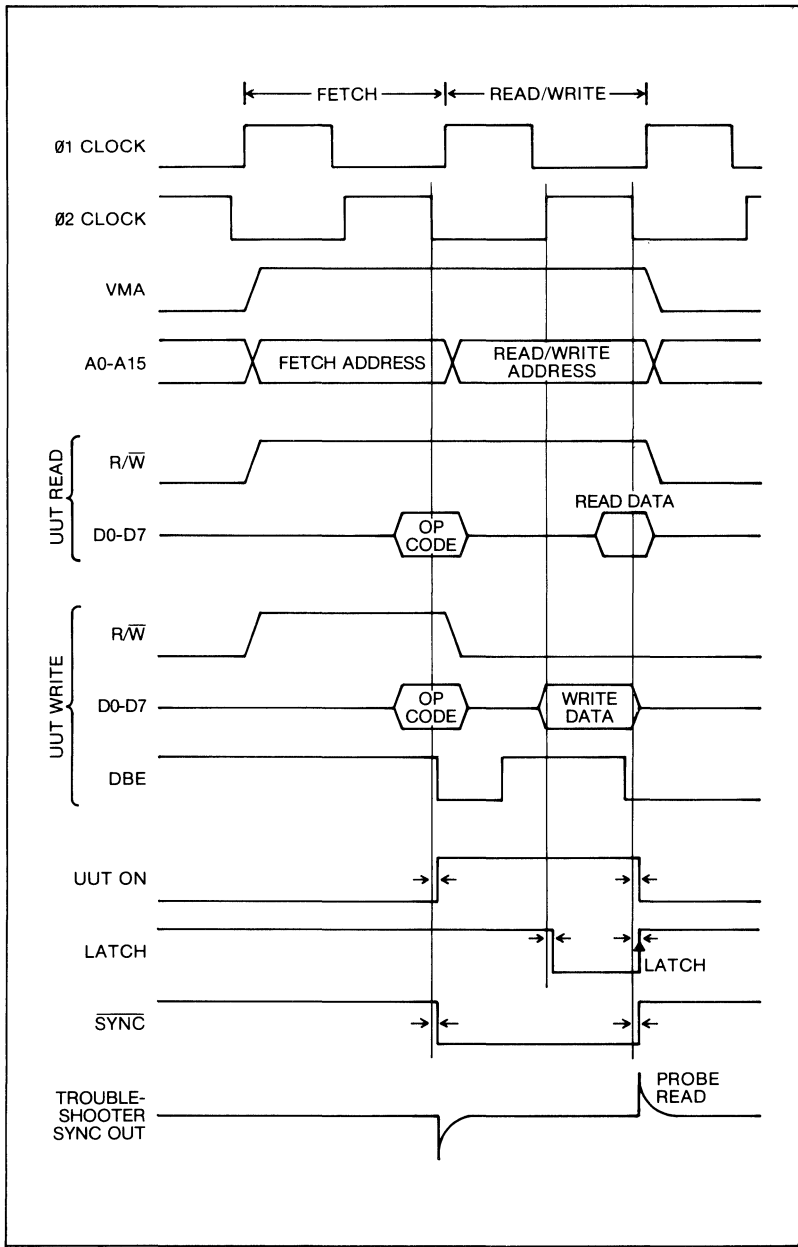 FETCH READ/WRITE
Ø1 CLOCK
Ø2 CLOCK
VMA
A0-A15 FETCH ADDRESS READ/WRITE
ADDRESS
UUT READ
R/W̅
READ DATA
D0-D7 OP
CODE
UUT WRITE
R/W̅
D0-D7 OP
CODE
WRITE
DATA
DBE
UUT ON
LATCH
LATCH
S̅Y̅N̅C̅
TROUBLE-
SHOOTER
SYNC OUT
PROBE
READ